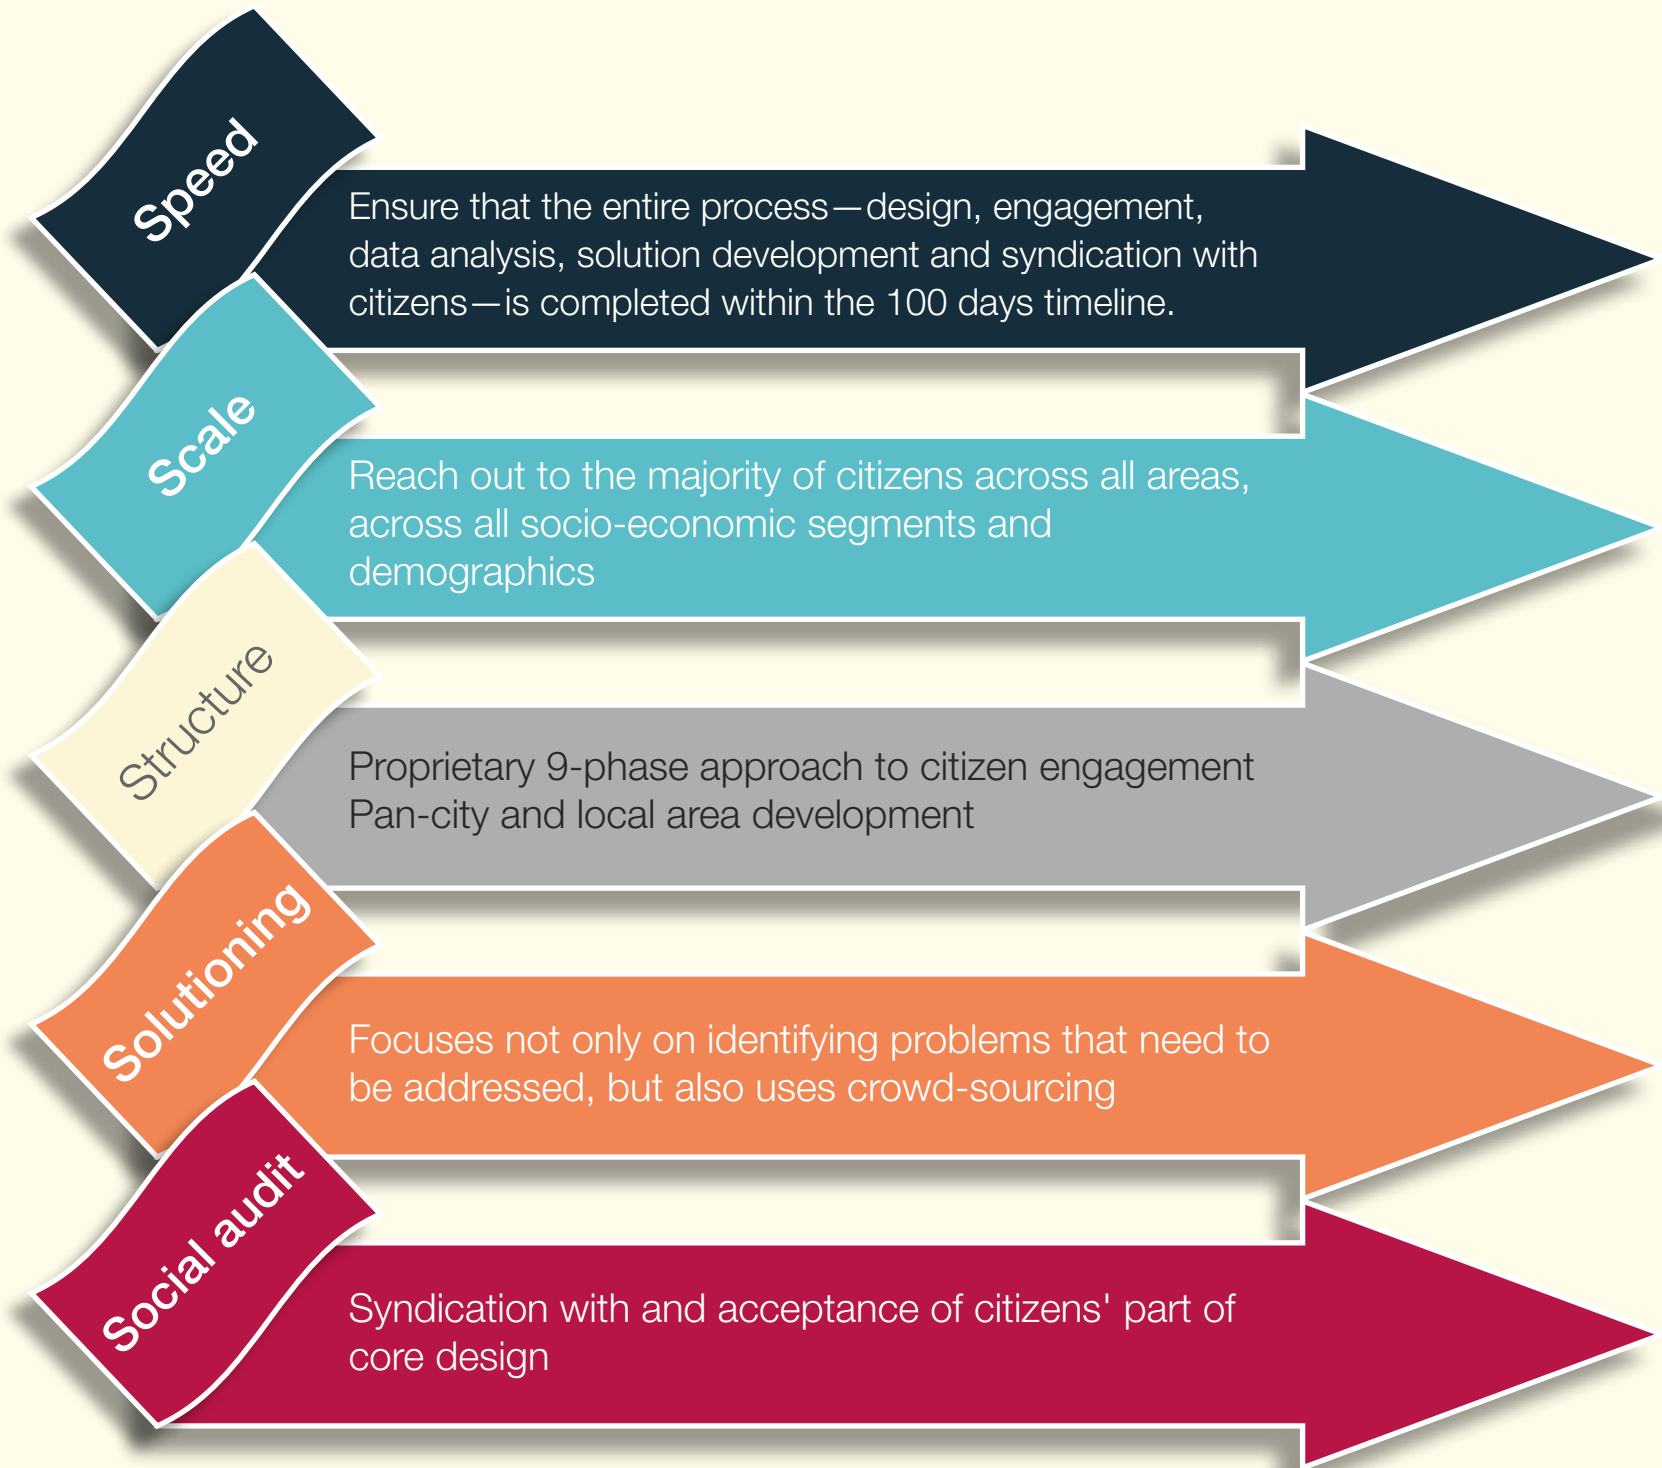 Speed
Ensure that the entire process—design, engagement,
data analysis, solution development and syndication with
citizens—is completed within the 100 days timeline.
Scale
Reach out to the majority of citizens across all areas,
across all socio-economic segments and
demographics
Structure
Proprietary 9-phase approach to citizen engagement
Pan-city and local area development
Solutioning
Focuses not only on identifying problems that need to
be addressed, but also uses crowd-sourcing
Social audit
Syndication with and acceptance of citizens' part of
core design